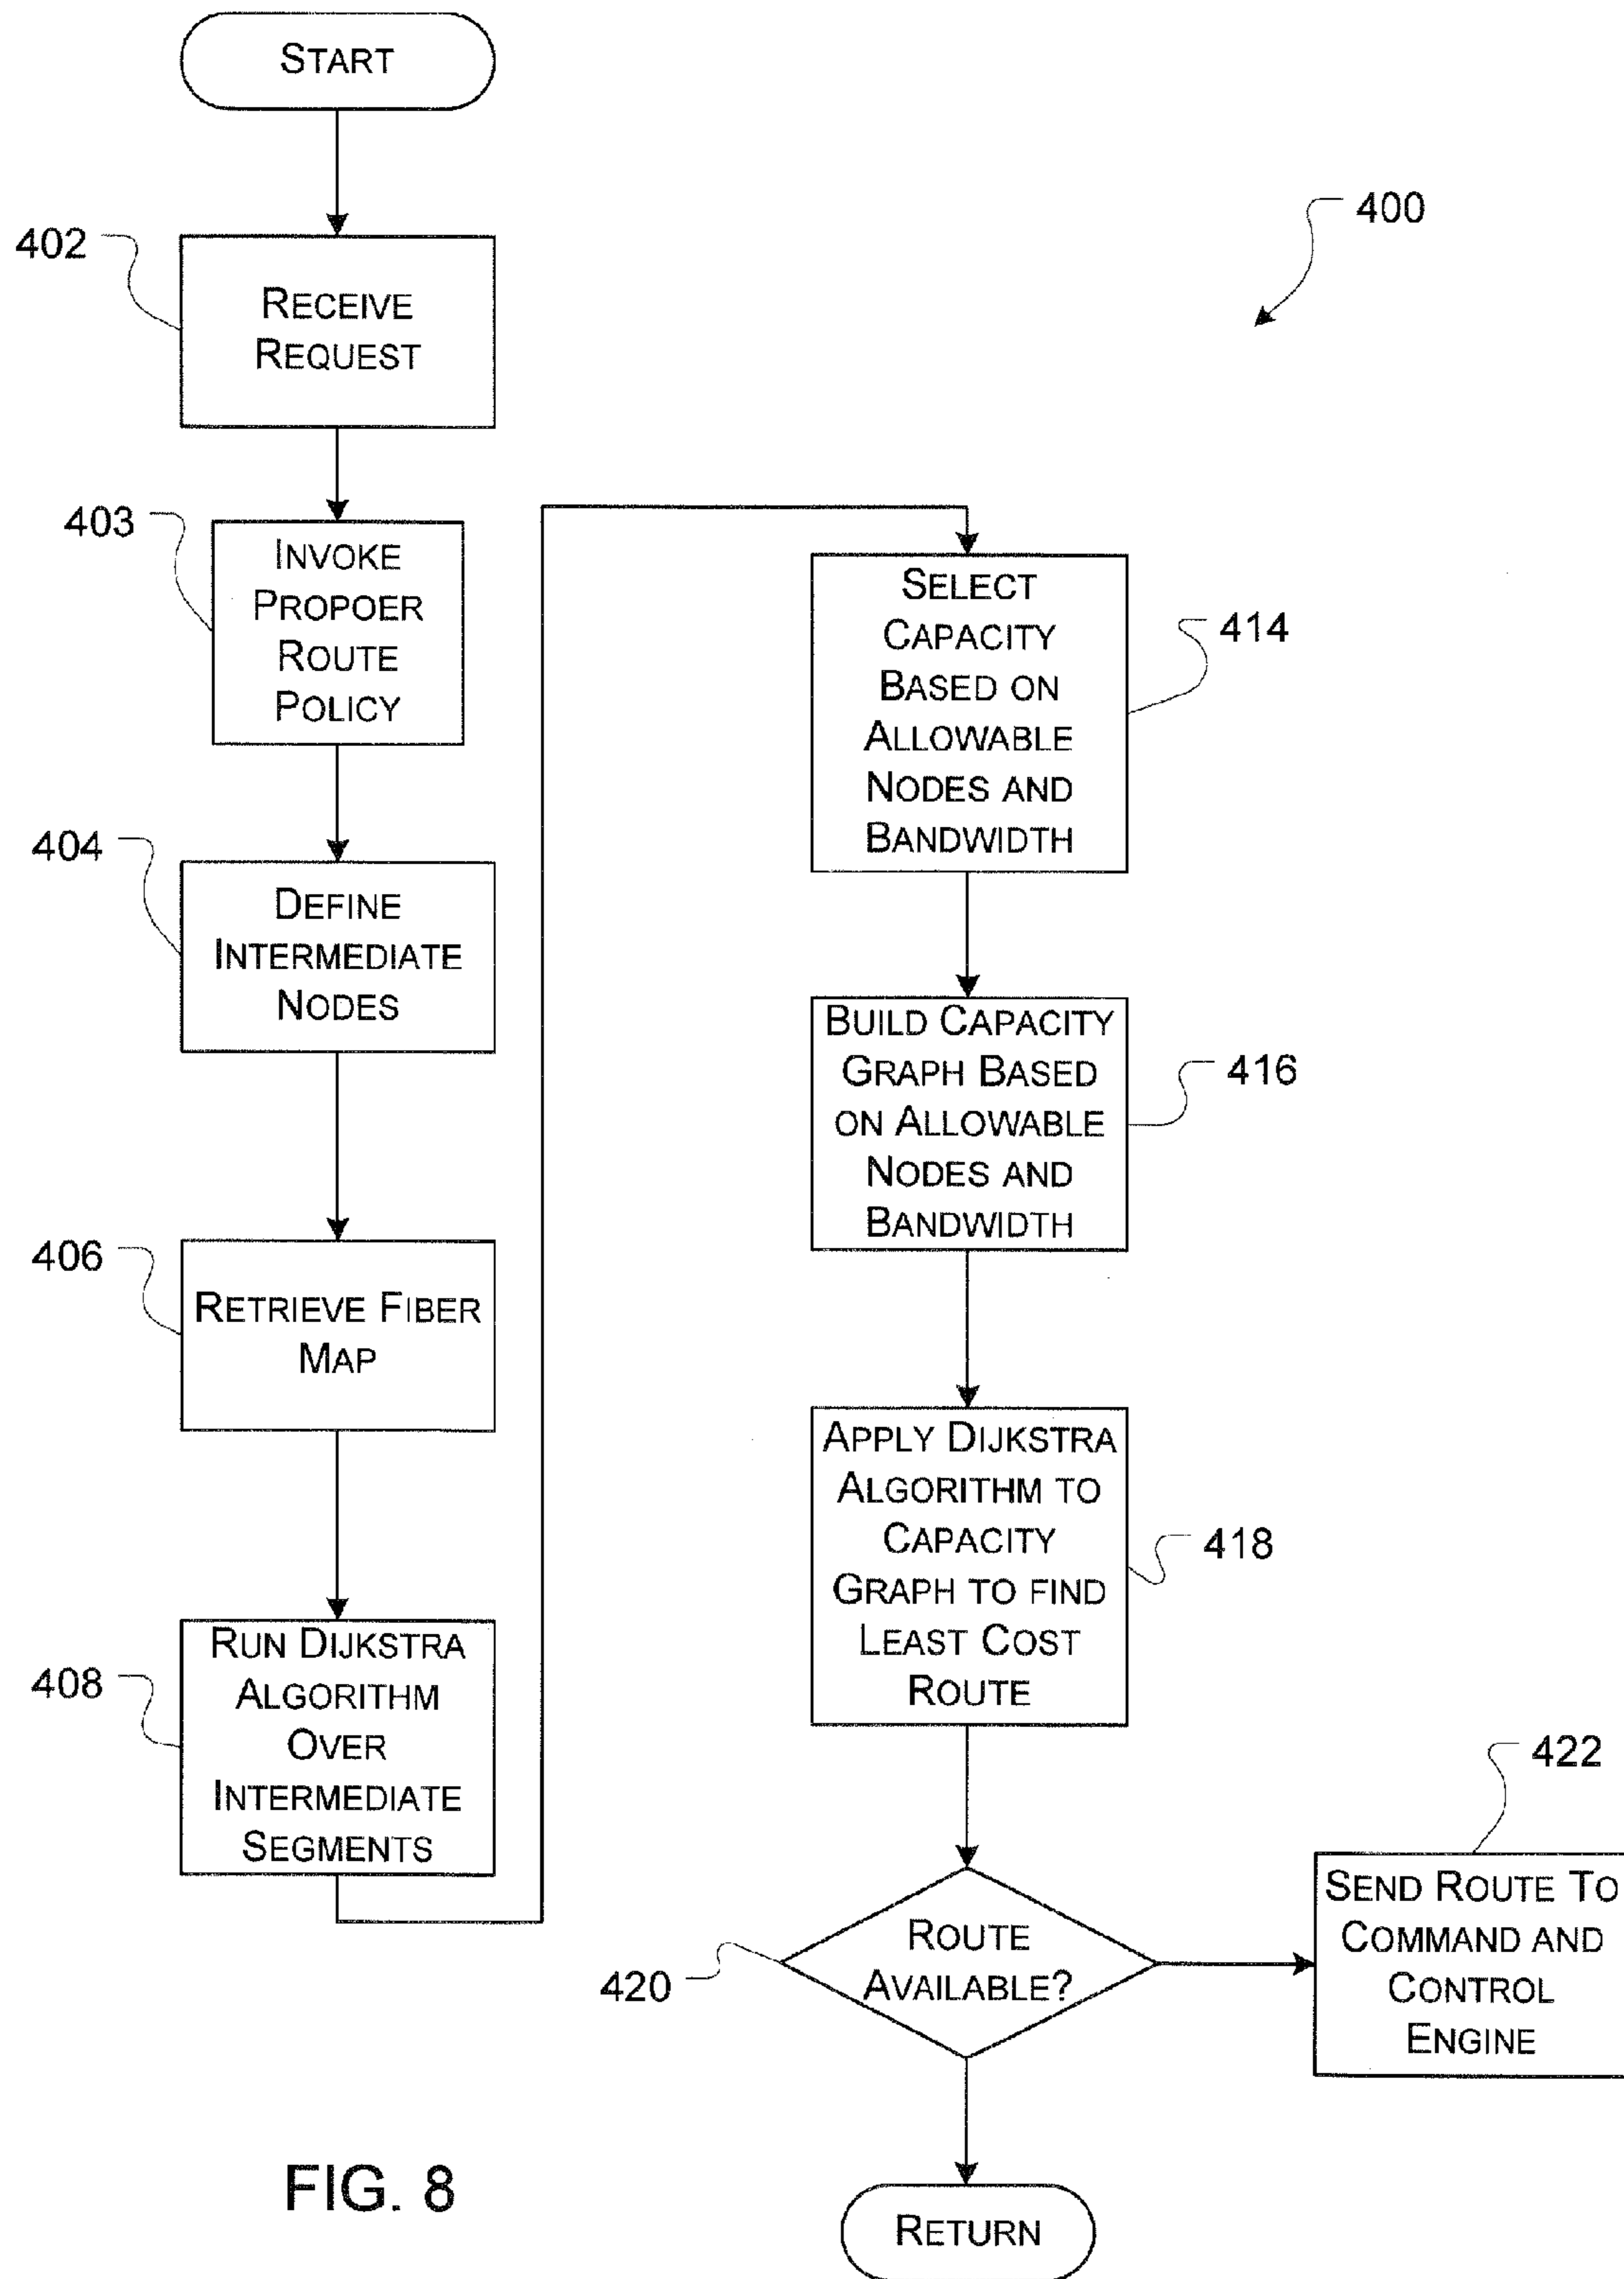 START
402
RECEIVE
REQUEST
403
INVOKE
PROPOER
ROUTE
POLICY
404
DEFINE
INTERMEDIATE
NODES
406
RETRIEVE FIBER
MAP
408
RUN DIJKSTRA
ALGORITHM
OVER
INTERMEDIATE
SEGMENTS
400
SELECT
CAPACITY
BASED ON
ALLOWABLE
NODES AND
BANDWIDTH
414
BUILD CAPACITY
GRAPH BASED
ON ALLOWABLE
NODES AND
BANDWIDTH
416
APPLY DIJKSTRA
ALGORITHM TO
CAPACITY
GRAPH TO FIND
LEAST COST
ROUTE
418
ROUTE
AVAILABLE?
420
422
SEND ROUTE TO
COMMAND AND
CONTROL
ENGINE
RETURN
FIG. 8